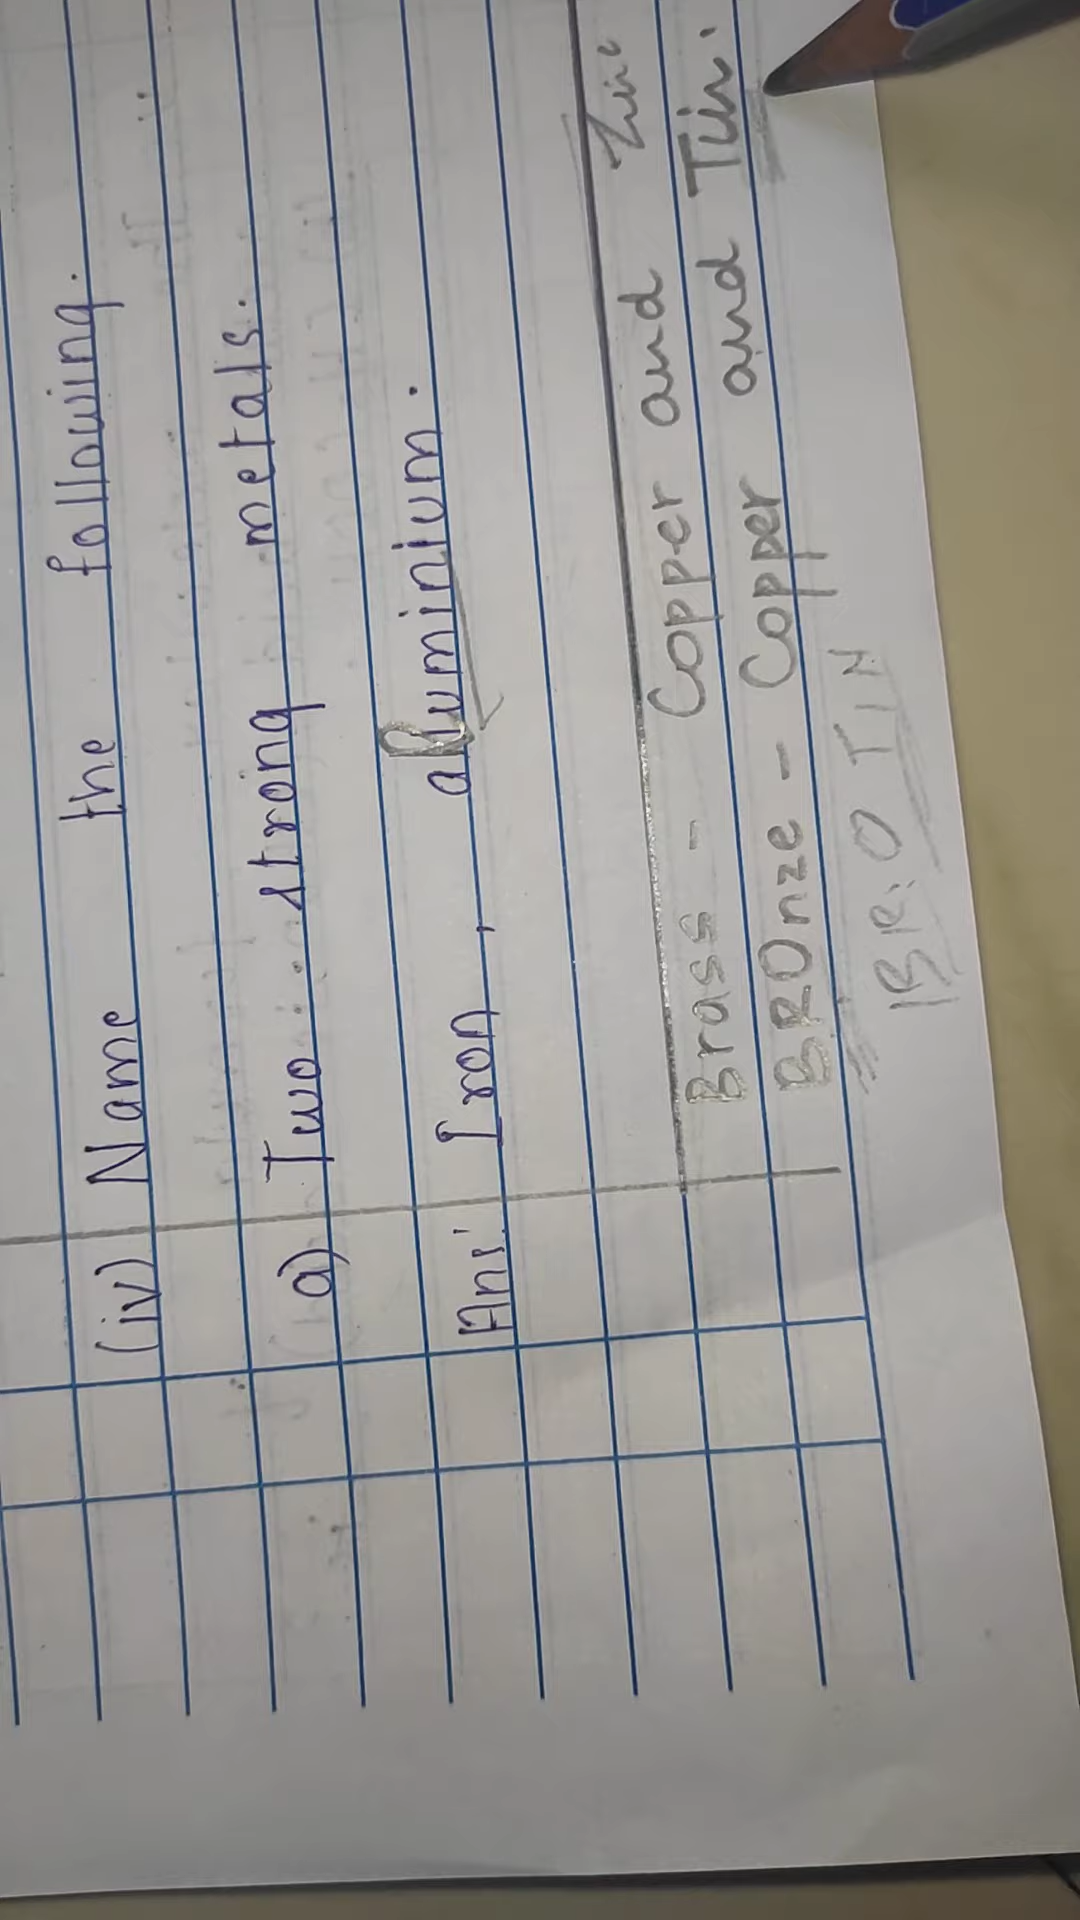 (iv) Name the following.
(a) Two strong metals.
Ans' Iron, aluminium.
Brass - Copper and Zinc
BROnze - Copper and Tin.
BR:O TIN